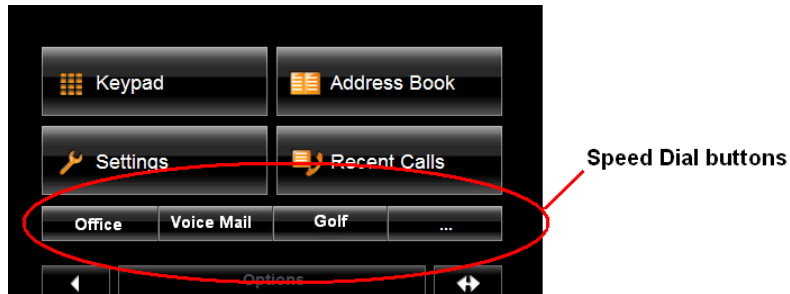 Keypad
Address Book
Settings
Recent Calls
Speed Dial buttons
Office
Voice Mail
Golf
...
Options